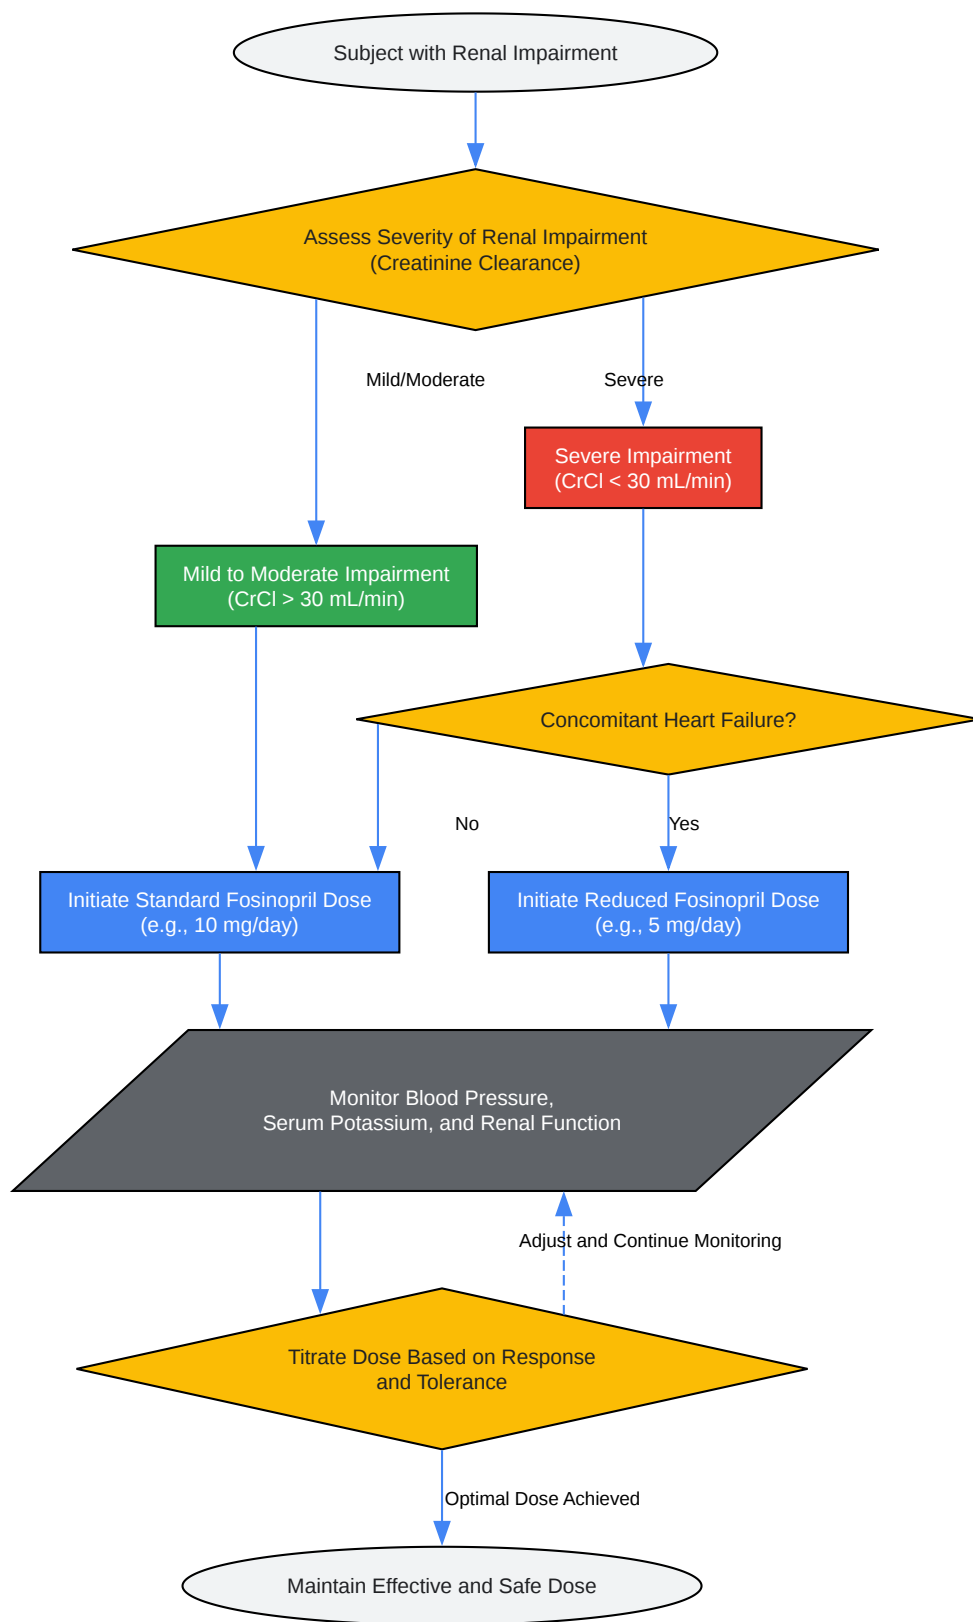 Subject with Renal Impairment
Assess Severity of Renal Impairment
(Creatinine Clearance)
Mild/Moderate
Severe
Severe Impairment
(CrCl < 30 mL/min)
Mild to Moderate Impairment
(CrCl > 30 mL/min)
Concomitant Heart Failure?
No
Yes
Initiate Standard Fosinopril Dose
(e.g., 10 mg/day)
Initiate Reduced Fosinopril Dose
(e.g., 5 mg/day)
Monitor Blood Pressure,
Serum Potassium, and Renal Function
Adjust and Continue Monitoring
Titrate Dose Based on Response
and Tolerance
Optimal Dose Achieved
Maintain Effective and Safe Dose